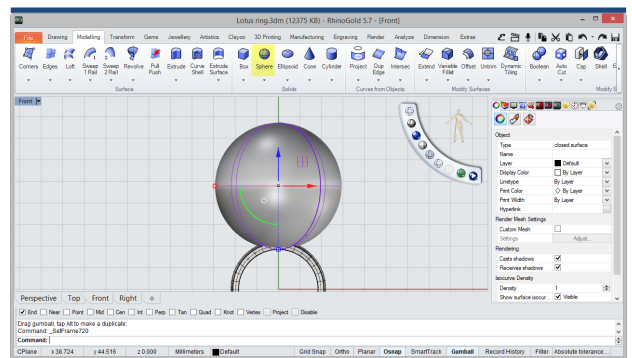 Lotus ring.3dm (12375 KB) - RhinoGold 5.7 - [Front]
File Drawing Modelling Transform Gems Jewellery Artistics Clayoo 3D Printing Manufacturing Engraving Render Analyze Dimension Extras
Corners Edges Loft Sweep 1 Rail Sweep 2 Rail Revolve Pull Push Extrude Curve Shell Extrude Surface Box Sphere Ellipsoid Cone Cylinder Project Dup Edge Intersec Extend Variable Fillet Offset Untrim Dynamic Tiling Boolean Auto Cut Cap Shell E
Surface Solids Curves from Objects Modify Surfaces Modify S
Front
Object
Type closed surface
Name
Layer Default
Display Color By Layer
Linetype By Layer
Print Color By Layer
Print Width By Layer
Hyperlink ...
Render Mesh Settings
Custom Mesh
Settings Adjust...
Rendering
Casts shadows
Receives shadows
Isocurve Density
Density 1
Show surface isocur... Visible
Perspective Top Front Right
End Near Point Mid Cen Int Perp Tan Quad Knot Vertex Project Disable
Drag gumball, tap Alt to make a duplicate:
Command: _SetFrame720
Command:
CPlane x 38.724 y 44.516 z 0.000 Millimeters Default Grid Snap Ortho Planar Osnap SmartTrack Gumball Record History Filter Absolute tolerance:...